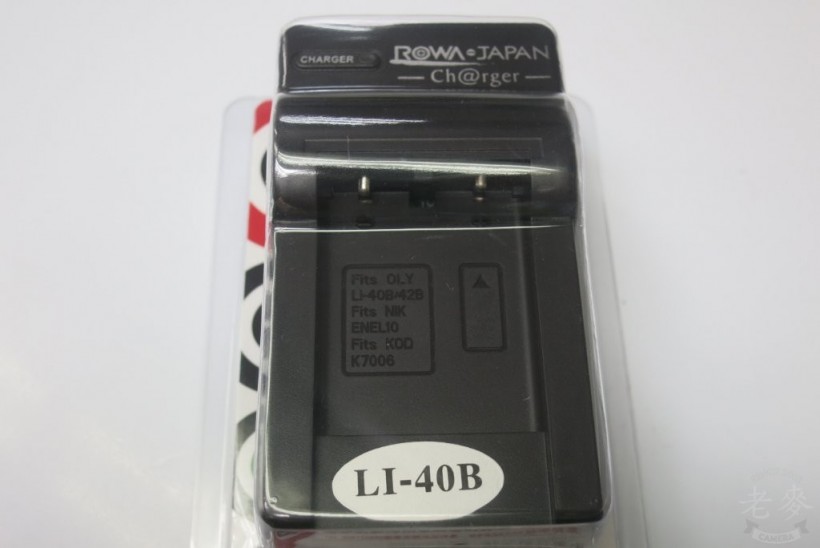 CHARGER
ROWA JAPAN
Ch@rger
Fits OLY
Li-40B/42B
Fits NIK
ENEL10
Fits KOD
K7006
LI-40B
老麥
CAMERA